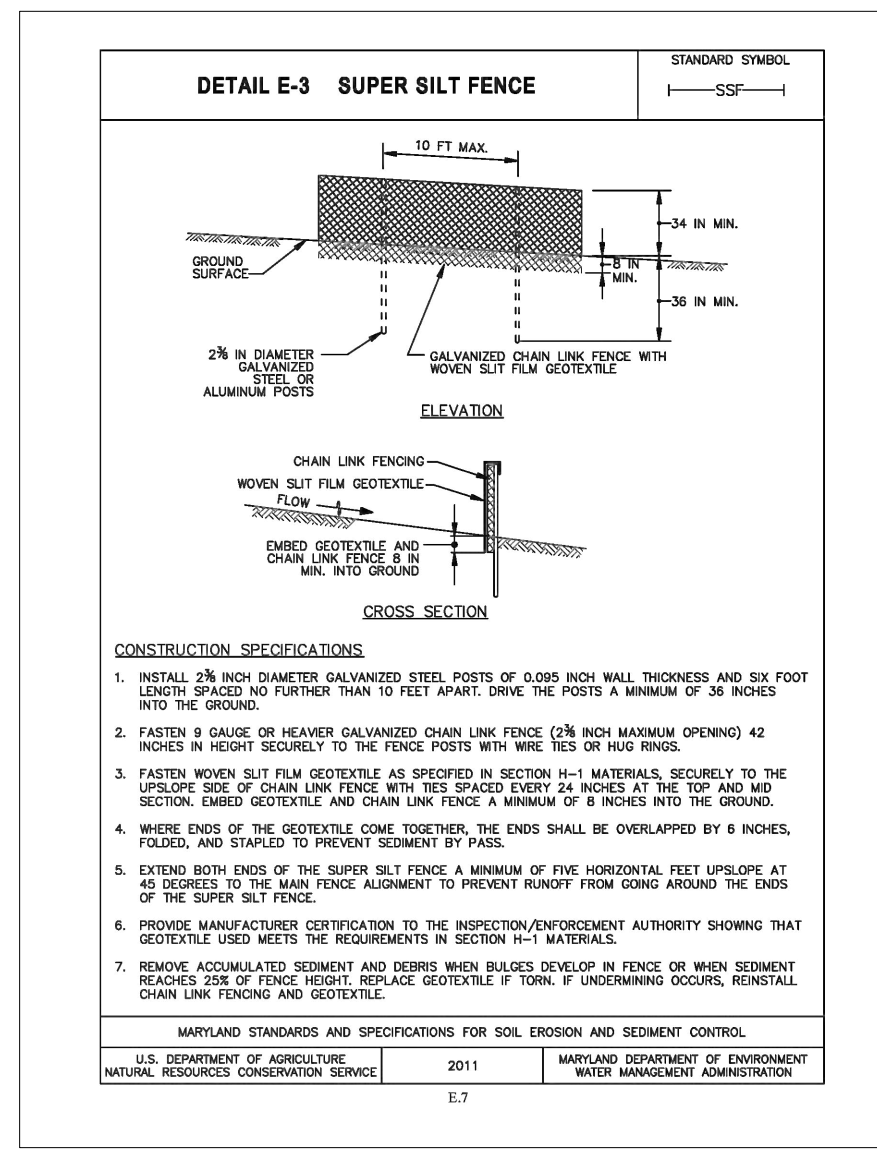 DETAIL E-3 SUPER SILT FENCE
STANDARD SYMBOL
SSF
10 FT MAX.
34 IN MIN.
GROUND
SURFACE
8 IN
MIN.
36 IN MIN.
2⅜ IN DIAMETER
GALVANIZED
STEEL OR
ALUMINUM POSTS
GALVANIZED CHAIN LINK FENCE WITH
WOVEN SLIT FILM GEOTEXTILE
ELEVATION
CHAIN LINK FENCING
WOVEN SLIT FILM GEOTEXTILE
FLOW
EMBED GEOTEXTILE AND
CHAIN LINK FENCE 8 IN
MIN. INTO GROUND
CROSS SECTION
CONSTRUCTION SPECIFICATIONS
1. INSTALL 2⅜ INCH DIAMETER GALVANIZED STEEL POSTS OF 0.095 INCH WALL THICKNESS AND SIX FOOT
LENGTH SPACED NO FURTHER THAN 10 FEET APART. DRIVE THE POSTS A MINIMUM OF 36 INCHES
INTO THE GROUND.
2. FASTEN 9 GAUGE OR HEAVIER GALVANIZED CHAIN LINK FENCE (2⅜ INCH MAXIMUM OPENING) 42
INCHES IN HEIGHT SECURELY TO THE FENCE POSTS WITH WIRE TIES OR HUG RINGS.
3. FASTEN WOVEN SLIT FILM GEOTEXTILE AS SPECIFIED IN SECTION H-1 MATERIALS, SECURELY TO THE
UPSLOPE SIDE OF CHAIN LINK FENCE WITH TIES SPACED EVERY 24 INCHES AT THE TOP AND MID
SECTION. EMBED GEOTEXTILE AND CHAIN LINK FENCE A MINIMUM OF 8 INCHES INTO THE GROUND.
4. WHERE ENDS OF THE GEOTEXTILE COME TOGETHER, THE ENDS SHALL BE OVERLAPPED BY 6 INCHES,
FOLDED, AND STAPLED TO PREVENT SEDIMENT BY PASS.
5. EXTEND BOTH ENDS OF THE SUPER SILT FENCE A MINIMUM OF FIVE HORIZONTAL FEET UPSLOPE AT
45 DEGREES TO THE MAIN FENCE ALIGNMENT TO PREVENT RUNOFF FROM GOING AROUND THE ENDS
OF THE SUPER SILT FENCE.
6. PROVIDE MANUFACTURER CERTIFICATION TO THE INSPECTION/ENFORCEMENT AUTHORITY SHOWING THAT
GEOTEXTILE USED MEETS THE REQUIREMENTS IN SECTION H-1 MATERIALS.
7. REMOVE ACCUMULATED SEDIMENT AND DEBRIS WHEN BULGES DEVELOP IN FENCE OR WHEN SEDIMENT
REACHES 25% OF FENCE HEIGHT. REPLACE GEOTEXTILE IF TORN. IF UNDERMINING OCCURS, REINSTALL
CHAIN LINK FENCING AND GEOTEXTILE.
MARYLAND STANDARDS AND SPECIFICATIONS FOR SOIL EROSION AND SEDIMENT CONTROL
U.S. DEPARTMENT OF AGRICULTURE
NATURAL RESOURCES CONSERVATION SERVICE
2011
MARYLAND DEPARTMENT OF ENVIRONMENT
WATER MANAGEMENT ADMINISTRATION
E.7